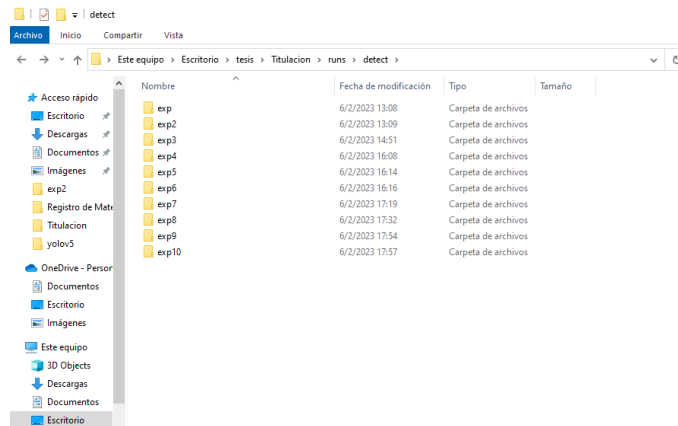 detect
Archivo Inicio Compartir Vista
Este equipo > Escritorio > tesis > Titulacion > runs > detect >
Nombre Fecha de modificación Tipo Tamaño
Acceso rápido
Escritorio
Descargas
Documentos
Imágenes
exp2
Registro de Mate
Titulacion
yolov5
OneDrive - Person
Documentos
Escritorio
Imágenes
Este equipo
3D Objects
Descargas
Documentos
Escritorio
exp 6/2/2023 13:08 Carpeta de archivos
exp2 6/2/2023 13:09 Carpeta de archivos
exp3 6/2/2023 14:51 Carpeta de archivos
exp4 6/2/2023 16:08 Carpeta de archivos
exp5 6/2/2023 16:14 Carpeta de archivos
exp6 6/2/2023 16:16 Carpeta de archivos
exp7 6/2/2023 17:19 Carpeta de archivos
exp8 6/2/2023 17:32 Carpeta de archivos
exp9 6/2/2023 17:54 Carpeta de archivos
exp10 6/2/2023 17:57 Carpeta de archivos